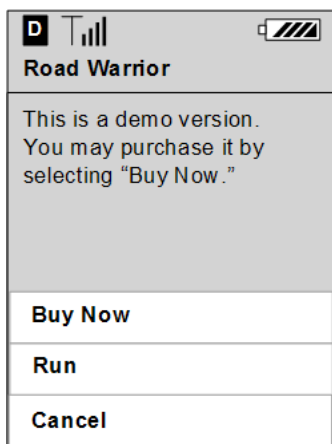 D
Road Warrior
This is a demo version.
You may purchase it by
selecting “Buy Now.”
Buy Now
Run
Cancel